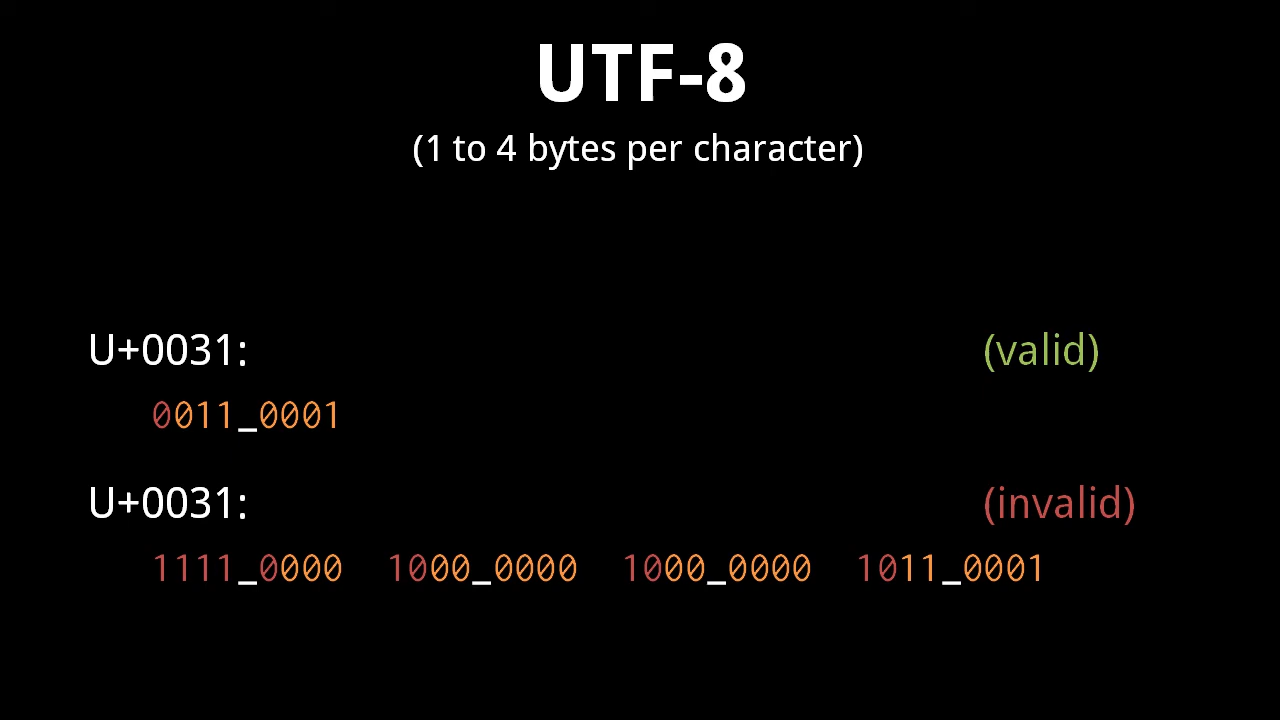 UTF-8
(1 to 4 bytes per character)
U+0031: (valid)
0011_0001
U+0031: (invalid)
1111_0000 1000_0000 1000_0000 1011_0001